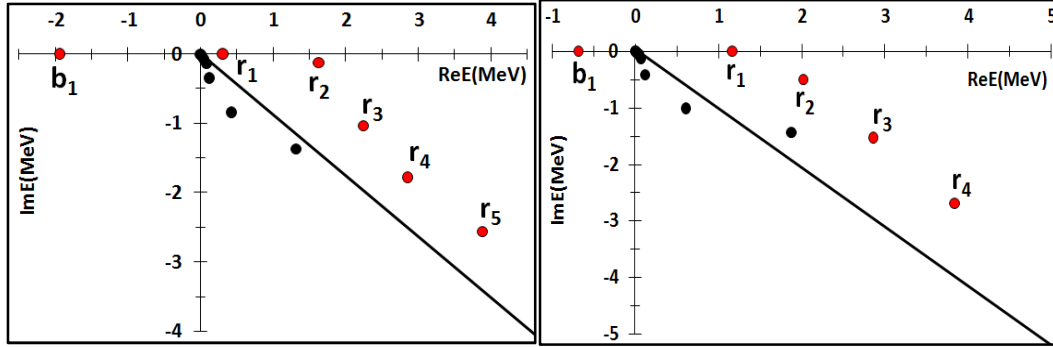 -2 -1 0 1 2 3 4
0
b1 r1 r2 ReE(MeV)
r3
-1
r4
-2
r5
-3
-4
ImE(MeV)
-1 0 1 2 3 4 5
0
b1 r1 ReE(MeV)
r2
-1
r3
-2
r4
-3
-4
-5
ImE(MeV)